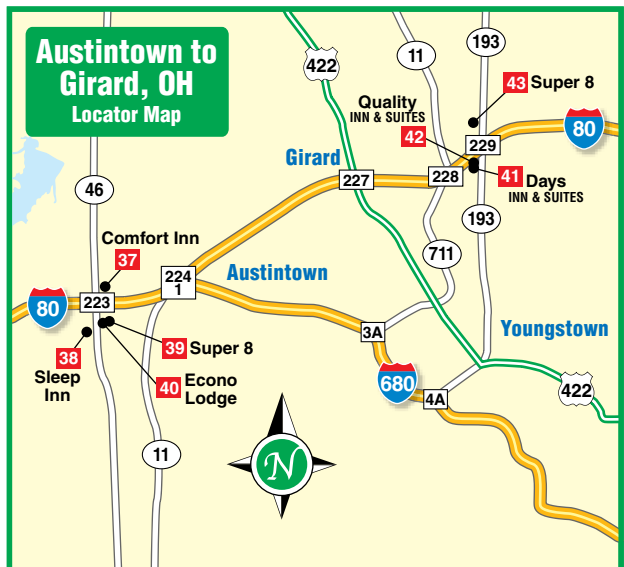 Austintown to
Girard, OH
Locator Map
193
11
422
43 Super 8
Quality
INN & SUITES
80
42
229
Girard
227
228
41 Days
INN & SUITES
46
193
Comfort Inn
711
37
224
1
Austintown
80
223
3A
Youngstown
39 Super 8
38
Sleep
Inn
40 Econo
Lodge
680
422
4A
11
N